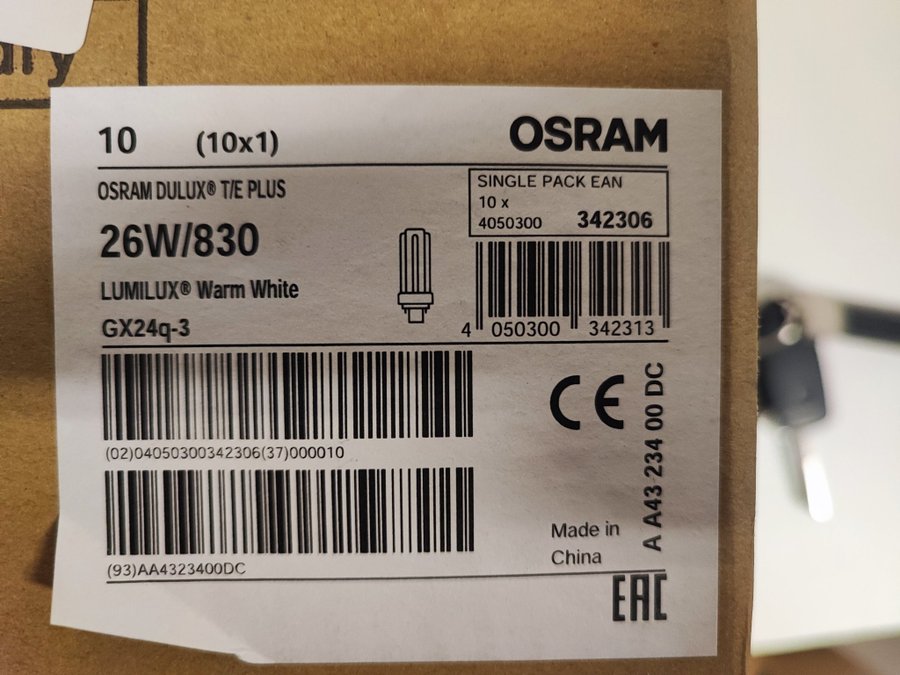 10 (10x1)
OSRAM
OSRAM DULUX® T/E PLUS
26W/830
LUMILUX® Warm White
GX24q-3
SINGLE PACK EAN
10 x
4050300 342306
4 050300 342313
(02)04050300342306(37)000010
(93)AA4323400DC
CE
A A43 234 00 DC
Made in
China
EAC